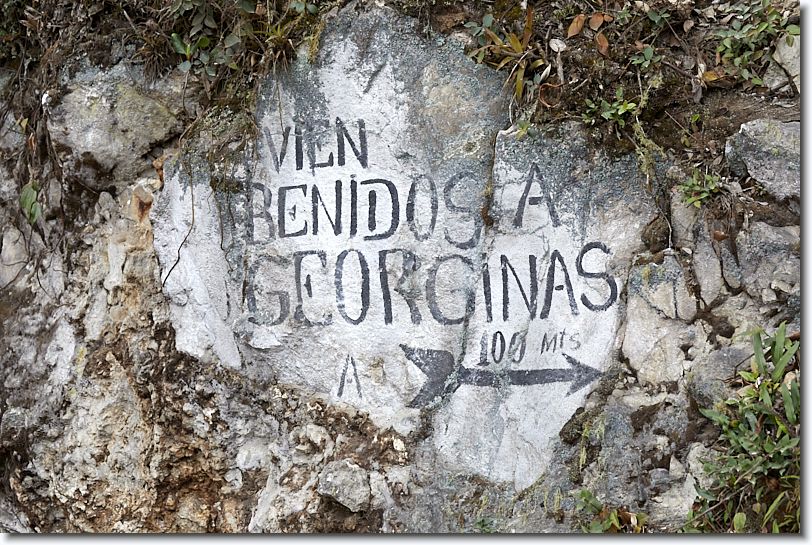 VIEN
BENIDOS A
GEORGINAS
A 100 Mts